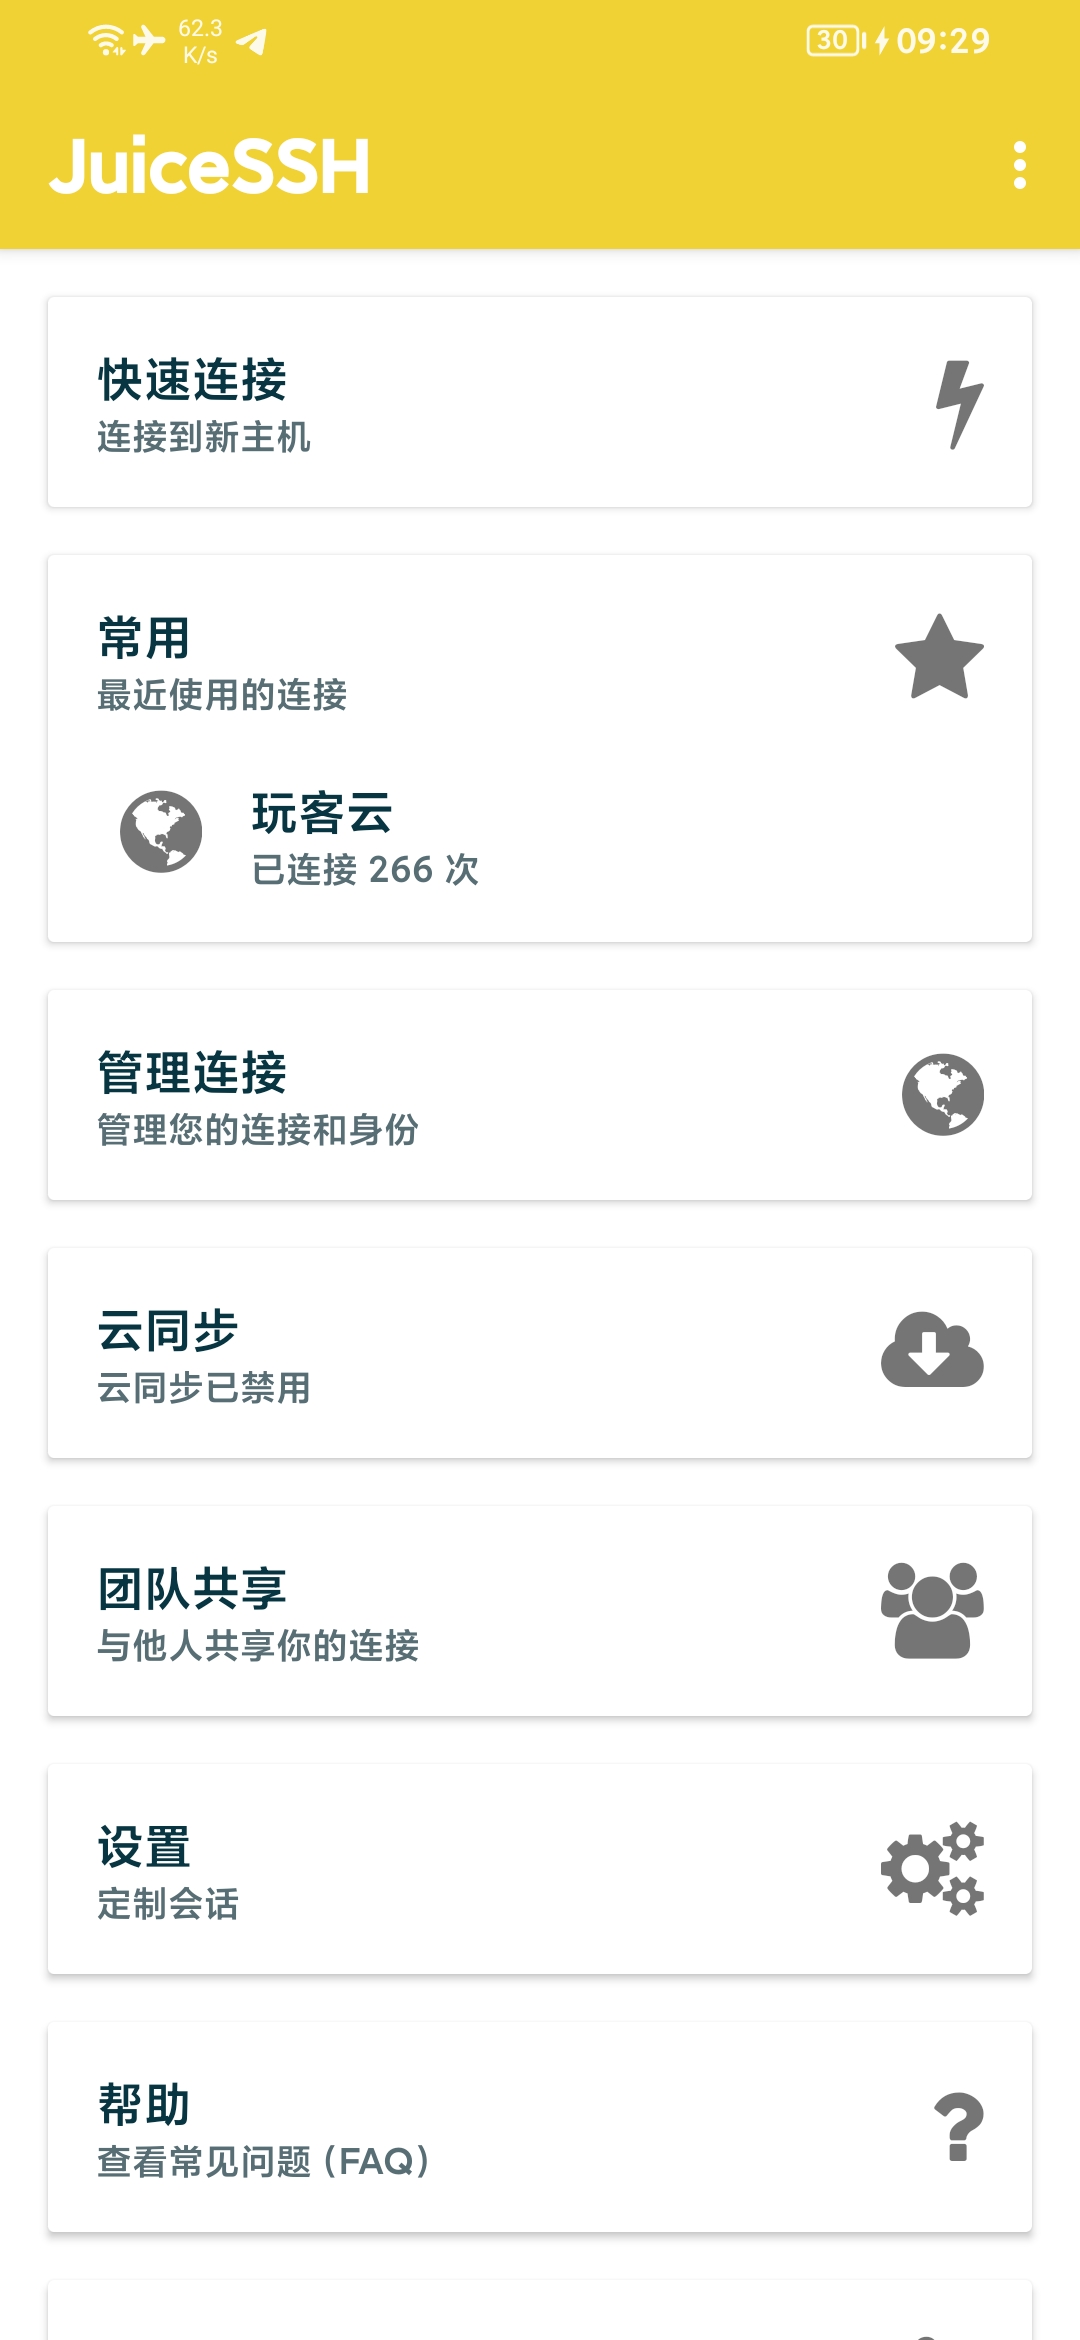 62.3
K/s
30
09:29
JuiceSSH
快速连接
连接到新主机
常用
最近使用的连接
玩客云
已连接 266 次
管理连接
管理您的连接和身份
云同步
云同步已禁用
团队共享
与他人共享你的连接
设置
定制会话
帮助
查看常见问题 (FAQ)